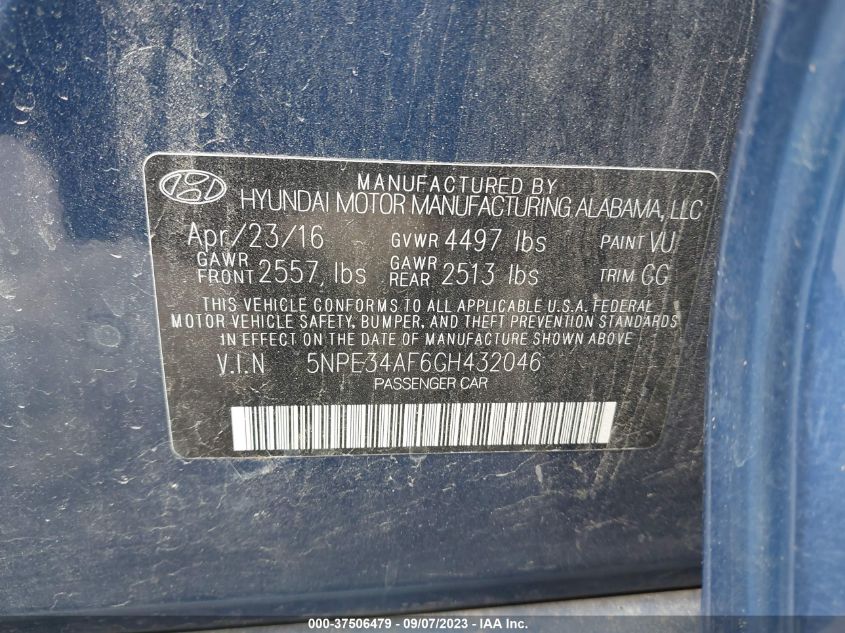 MANUFACTURED BY
HYUNDAI MOTOR MANUFACTURING ALABAMA, LLC
Apr/23/16 GVWR 4497 lbs PAINT VU
GAWR FRONT 2557, lbs GAWR REAR 2513 lbs TRIM GG
THIS VEHICLE CONFORMS TO ALL APPLICABLE U.S.A. FEDERAL
MOTOR VEHICLE SAFETY, BUMPER, AND THEFT PREVENTION STANDARDS
IN EFFECT ON THE DATE OF MANUFACTURE SHOWN ABOVE
V.I.N 5NPE34AF6GH432046
PASSENGER CAR
000-37506479 - 09/07/2023 - © IAA, Inc.